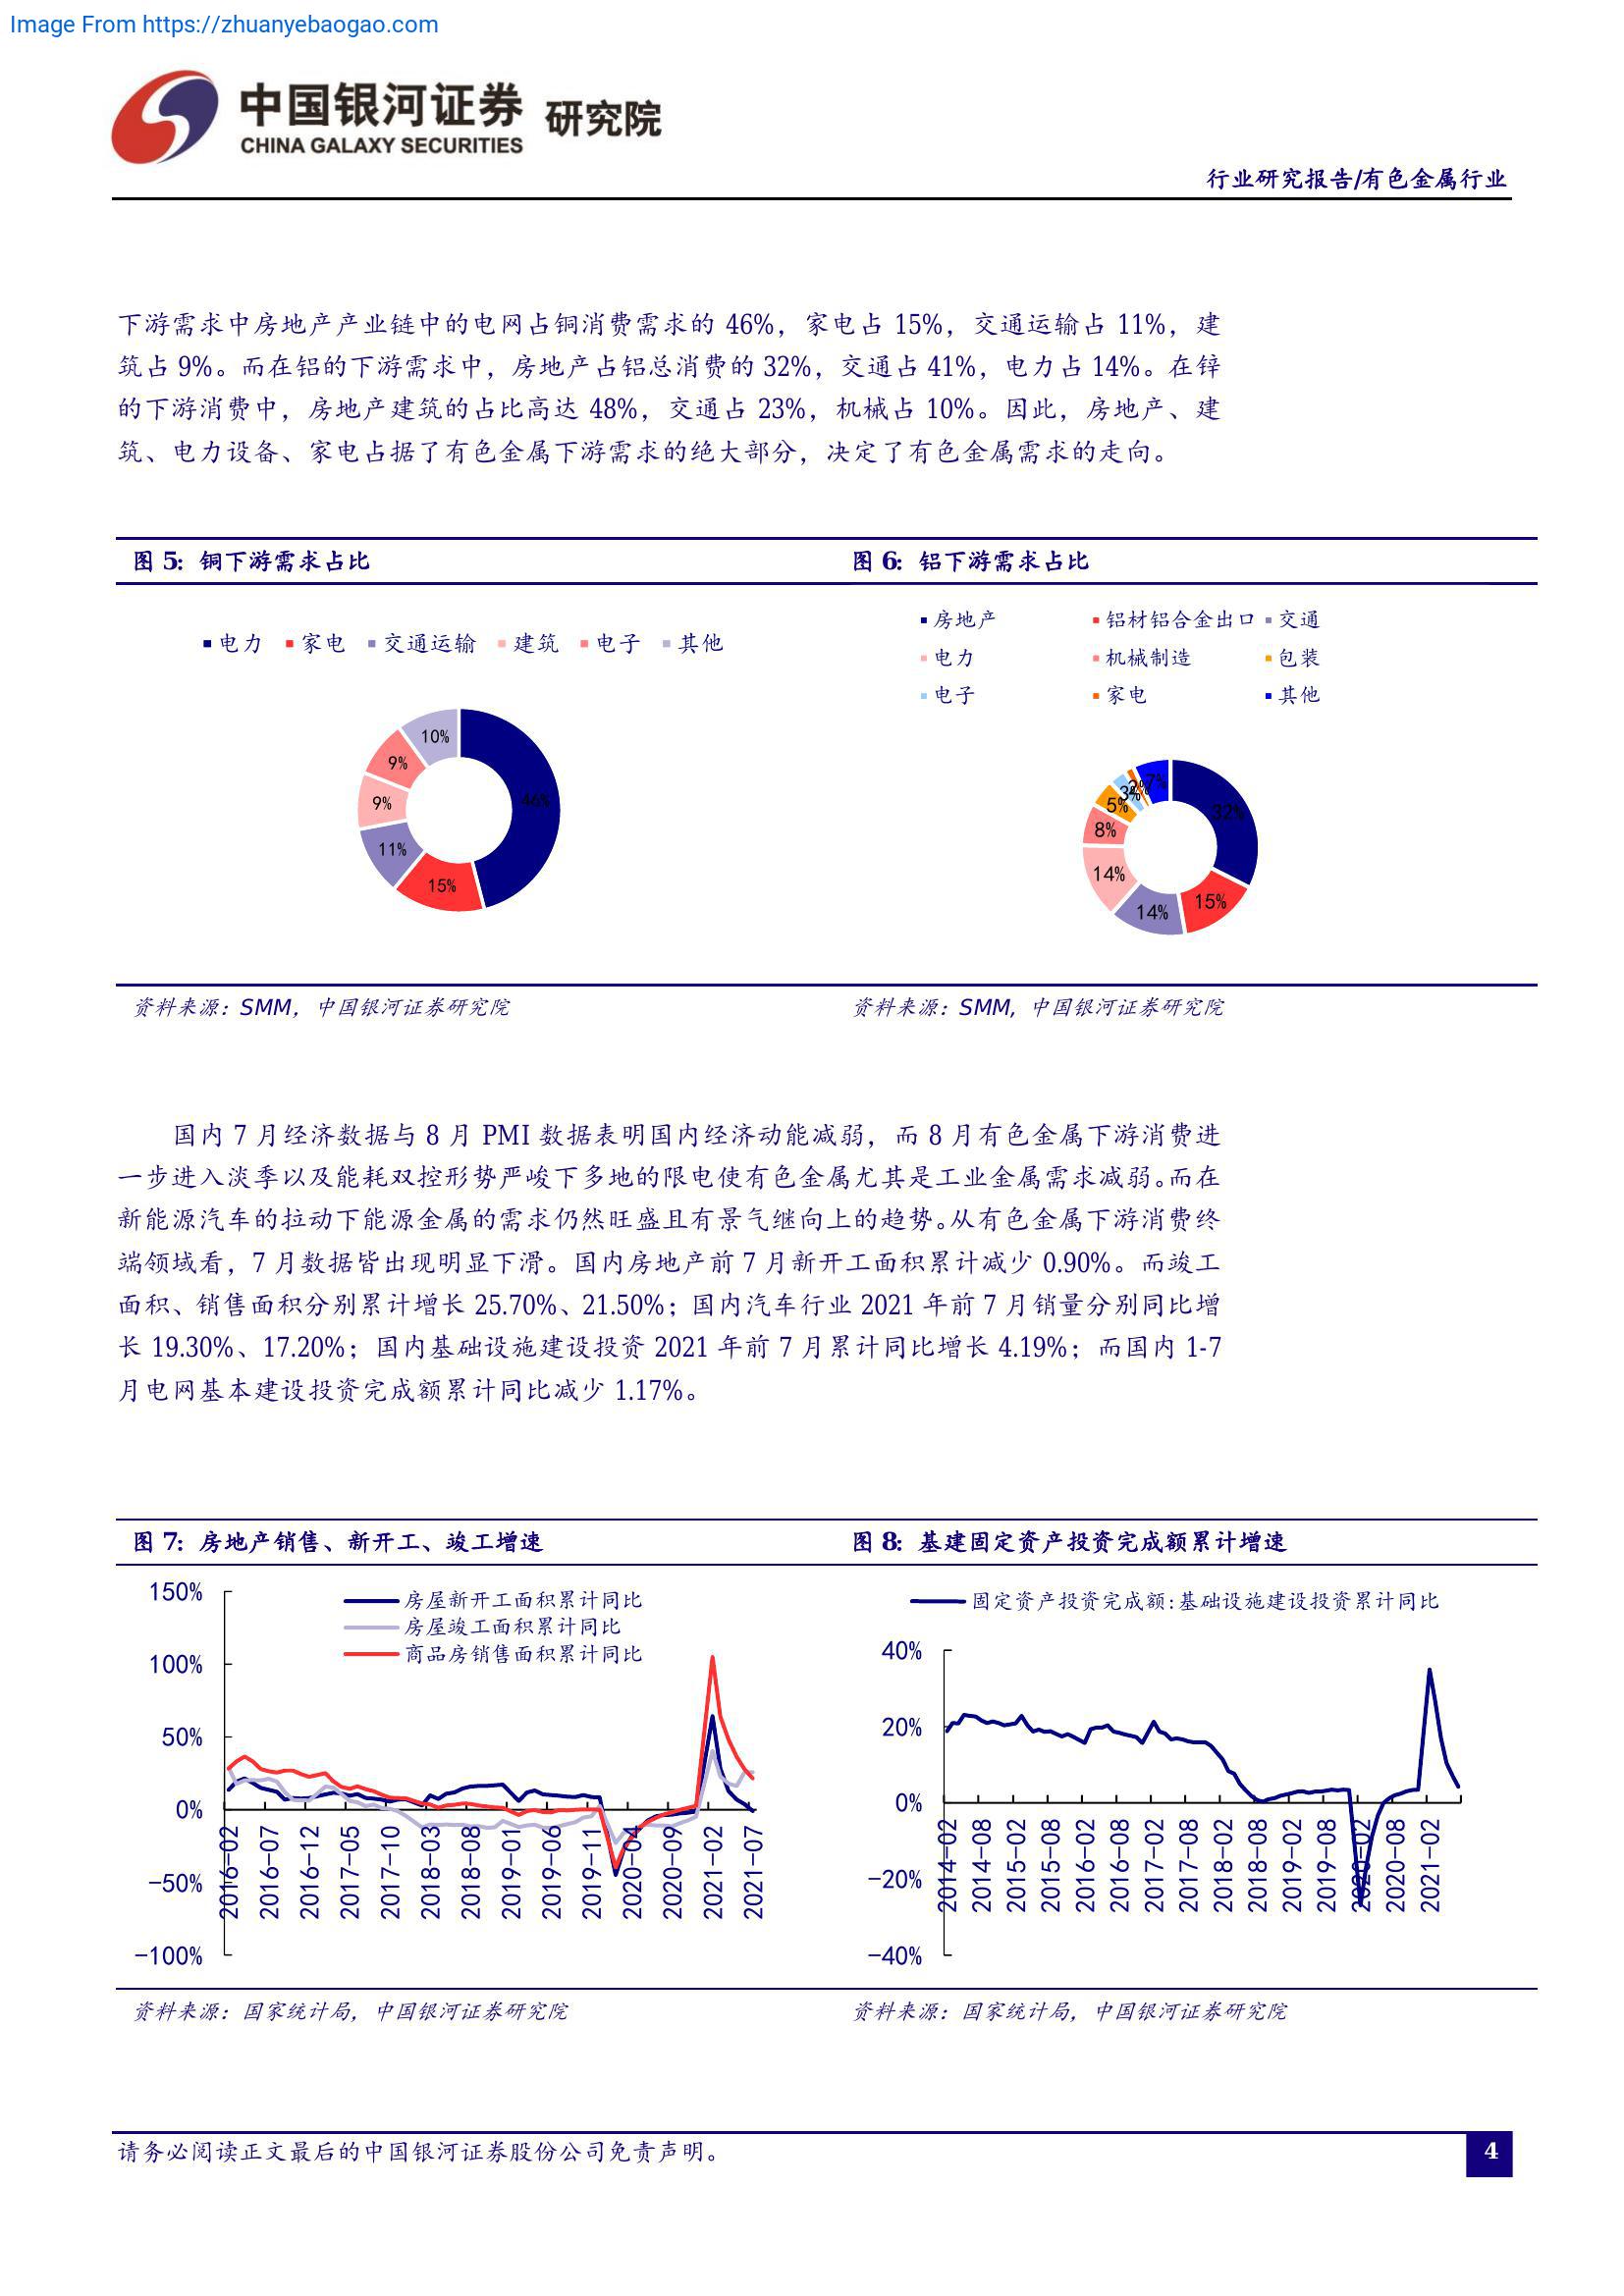 Image From https://zhuanyebaogao.com
中国银河证券 研究院
CHINA GALAXY SECURITIES
行业研究报告/有色金属行业
下游需求中房地产产业链中的电网占铜消费需求的 46%，家电占 15%，交通运输占 11%，建
筑占 9%。而在铝的下游需求中，房地产占铝总消费的 32%，交通占 41%，电力占 14%。在锌
的下游消费中，房地产建筑的占比高达 48%，交通占 23%，机械占 10%。因此，房地产、建
筑、电力设备、家电占据了有色金属下游需求的绝大部分，决定了有色金属需求的走向。
图 5：铜下游需求占比
电力 家电 交通运输 建筑 电子 其他
10%
9%
46%
9%
11%
15%
资料来源：SMM，中国银河证券研究院
图 6：铝下游需求占比
房地产 铝材铝合金出口 交通
电力 机械制造 包装
电子 家电 其他
7%
2%
3%
5%
32%
8%
14%
15%
14%
资料来源：SMM，中国银河证券研究院
国内 7 月经济数据与 8 月 PMI 数据表明国内经济动能减弱，而 8 月有色金属下游消费进
一步进入淡季以及能耗双控形势严峻下多地的限电使有色金属尤其是工业金属需求减弱。而在
新能源汽车的拉动下能源金属的需求仍然旺盛且有景气继向上的趋势。从有色金属下游消费终
端领域看，7 月数据皆出现明显下滑。国内房地产前 7 月新开工面积累计减少 0.90%。而竣工
面积、销售面积分别累计增长 25.70%、21.50%；国内汽车行业 2021 年前 7 月销量分别同比增
长 19.30%、17.20%；国内基础设施建设投资 2021 年前 7 月累计同比增长 4.19%；而国内 1-7
月电网基本建设投资完成额累计同比减少 1.17%。
图 7：房地产销售、新开工、竣工增速
房屋新开工面积累计同比
房屋竣工面积累计同比
商品房销售面积累计同比
150%
100%
50%
0%
-50%
-100%
2016-02 2016-07 2016-12 2017-05 2017-10 2018-03 2018-08 2019-01 2019-06 2019-11 2020-04 2020-09 2021-02 2021-07
资料来源：国家统计局，中国银河证券研究院
图 8：基建固定资产投资完成额累计增速
固定资产投资完成额:基础设施建设投资累计同比
40%
20%
0%
-20%
-40%
2014-02 2014-08 2015-02 2015-08 2016-02 2016-08 2017-02 2017-08 2018-02 2018-08 2019-02 2019-08 2020-02 2020-08 2021-02
资料来源：国家统计局，中国银河证券研究院
请务必阅读正文最后的中国银河证券股份公司免责声明。
4